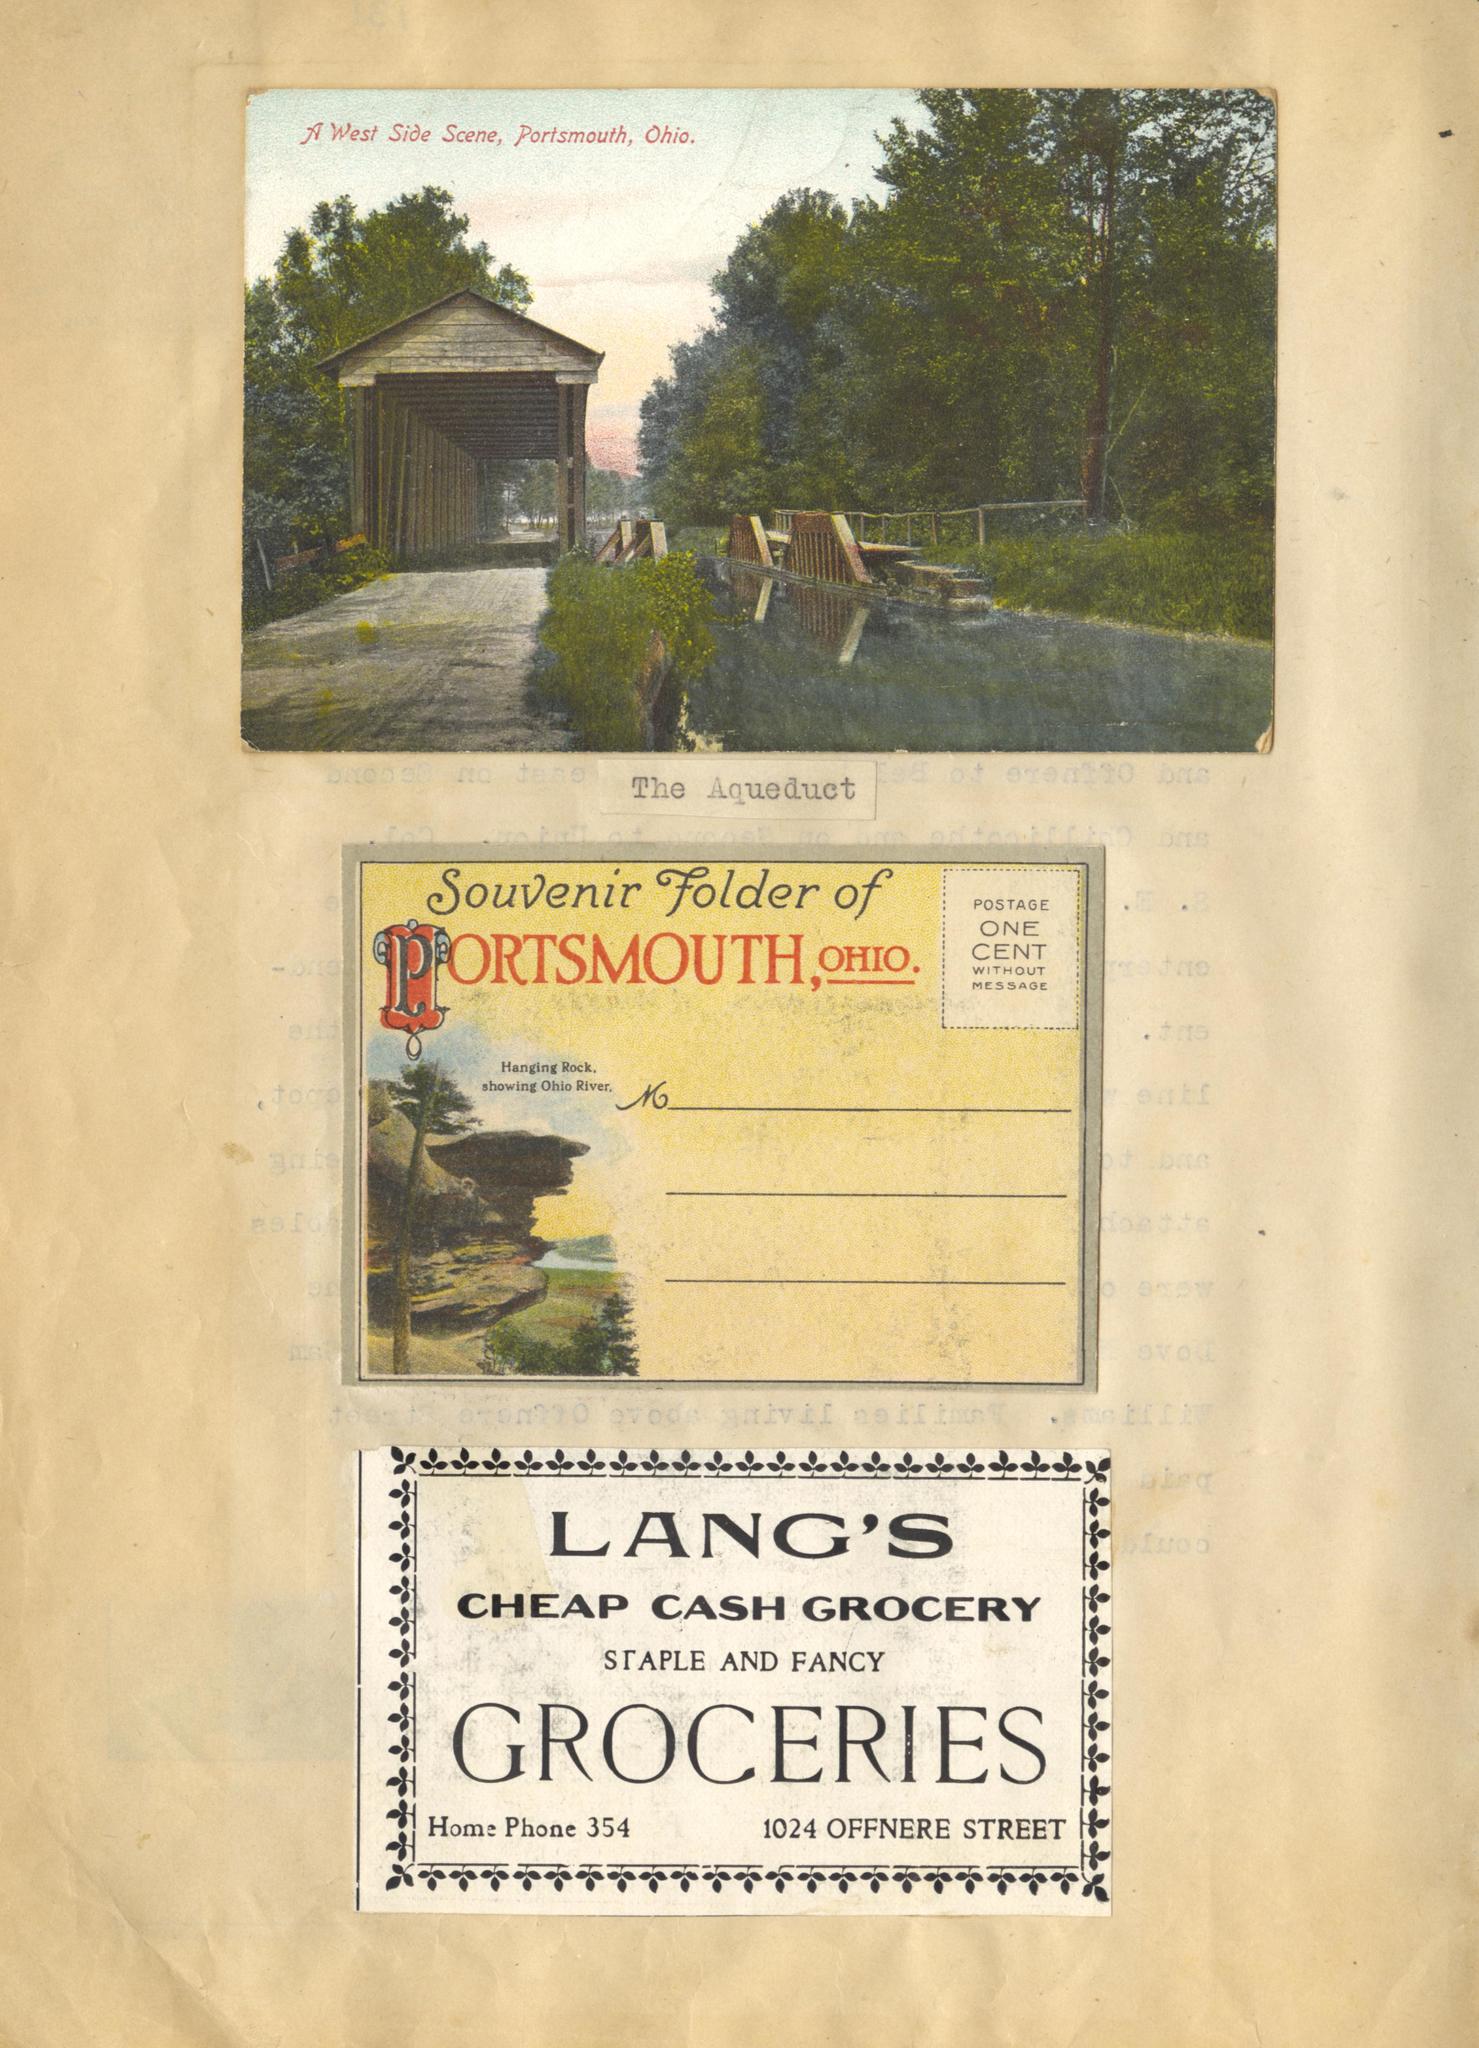 A West Side Scene, Portsmouth, Ohio.
The Aqueduct
Souvenir Folder of
PORTSMOUTH, OHIO.
POSTAGE
ONE
CENT
WITHOUT
MESSAGE
Hanging Rock,
showing Ohio River.
M
LANG'S
CHEAP CASH GROCERY
STAPLE AND FANCY
GROCERIES
Home Phone 354 1024 OFFNERE STREET